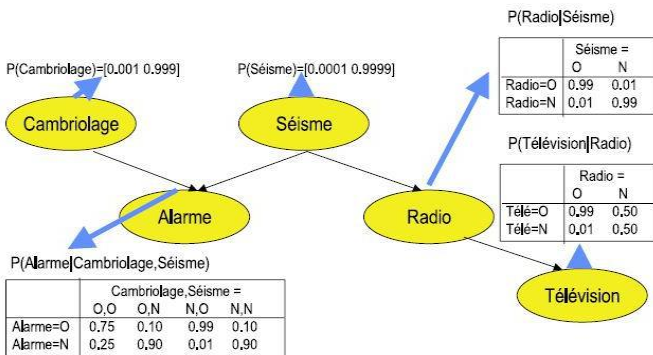 P(Radio|Séisme)
Séisme =
O N
Radio=O 0.99 0.01
Radio=N 0.01 0.99
P(Cambriolage)=[0.001 0.999]
P(Séisme)=[0.0001 0.9999]
Cambriolage
Séisme
P(Télévision|Radio)
Radio =
O N
Télé=O 0.99 0.50
Télé=N 0.01 0.50
Alarme
Radio
Télévision
P(Alarme|Cambriolage,Séisme)
Cambriolage,Séisme =
O,O O,N N,O N,N
Alarme=O 0.75 0.10 0.99 0.10
Alarme=N 0.25 0.90 0.01 0.90